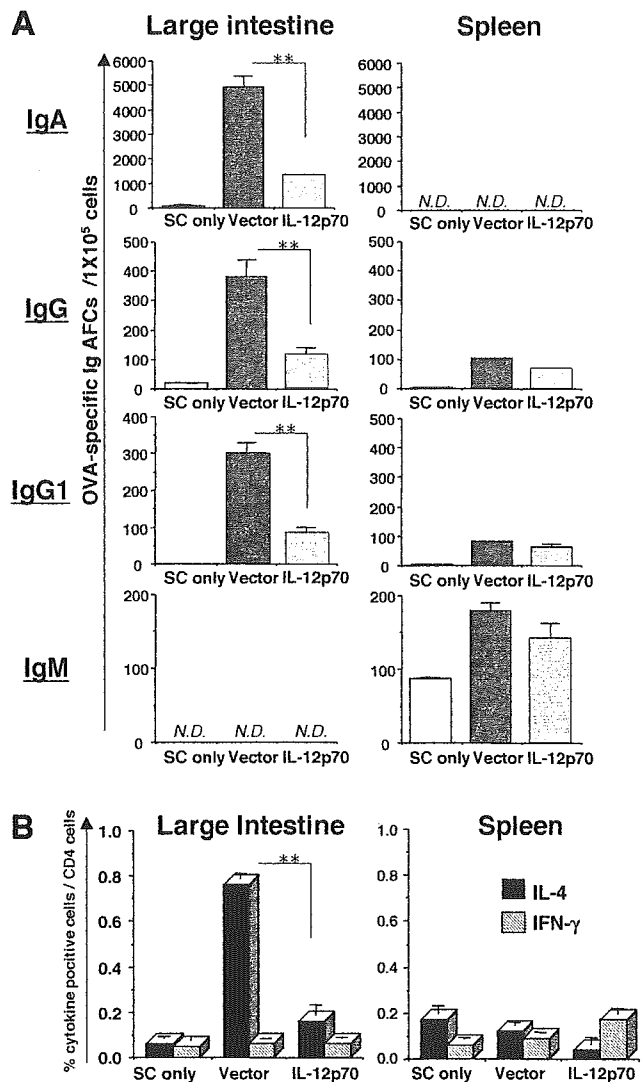 A
Large intestine
Spleen
OVA-specific Ig AFCs /1X10⁵ cells
IgA
6000
5000
4000
3000
2000
1000
0
**
SC only Vector IL-12p70
6000
5000
4000
3000
2000
1000
0
N.D. N.D. N.D.
SC only Vector IL-12p70
IgG
500
400
300
200
100
0
**
SC only Vector IL-12p70
500
400
300
200
100
0
SC only Vector IL-12p70
IgG1
400
300
200
100
0
**
SC only Vector IL-12p70
500
400
300
200
100
0
SC only Vector IL-12p70
IgM
200
100
0
N.D. N.D. N.D.
SC only Vector IL-12p70
200
100
0
SC only Vector IL-12p70
B
Large Intestine
Spleen
% cytokine pocitive cells / CD4 cells
1.0
0.8
0.6
0.4
0.2
0.0
**
SC only Vector IL-12p70
1.0
0.8
0.6
0.4
0.2
0.0
IL-4
IFN-γ
SC only Vector IL-12p70